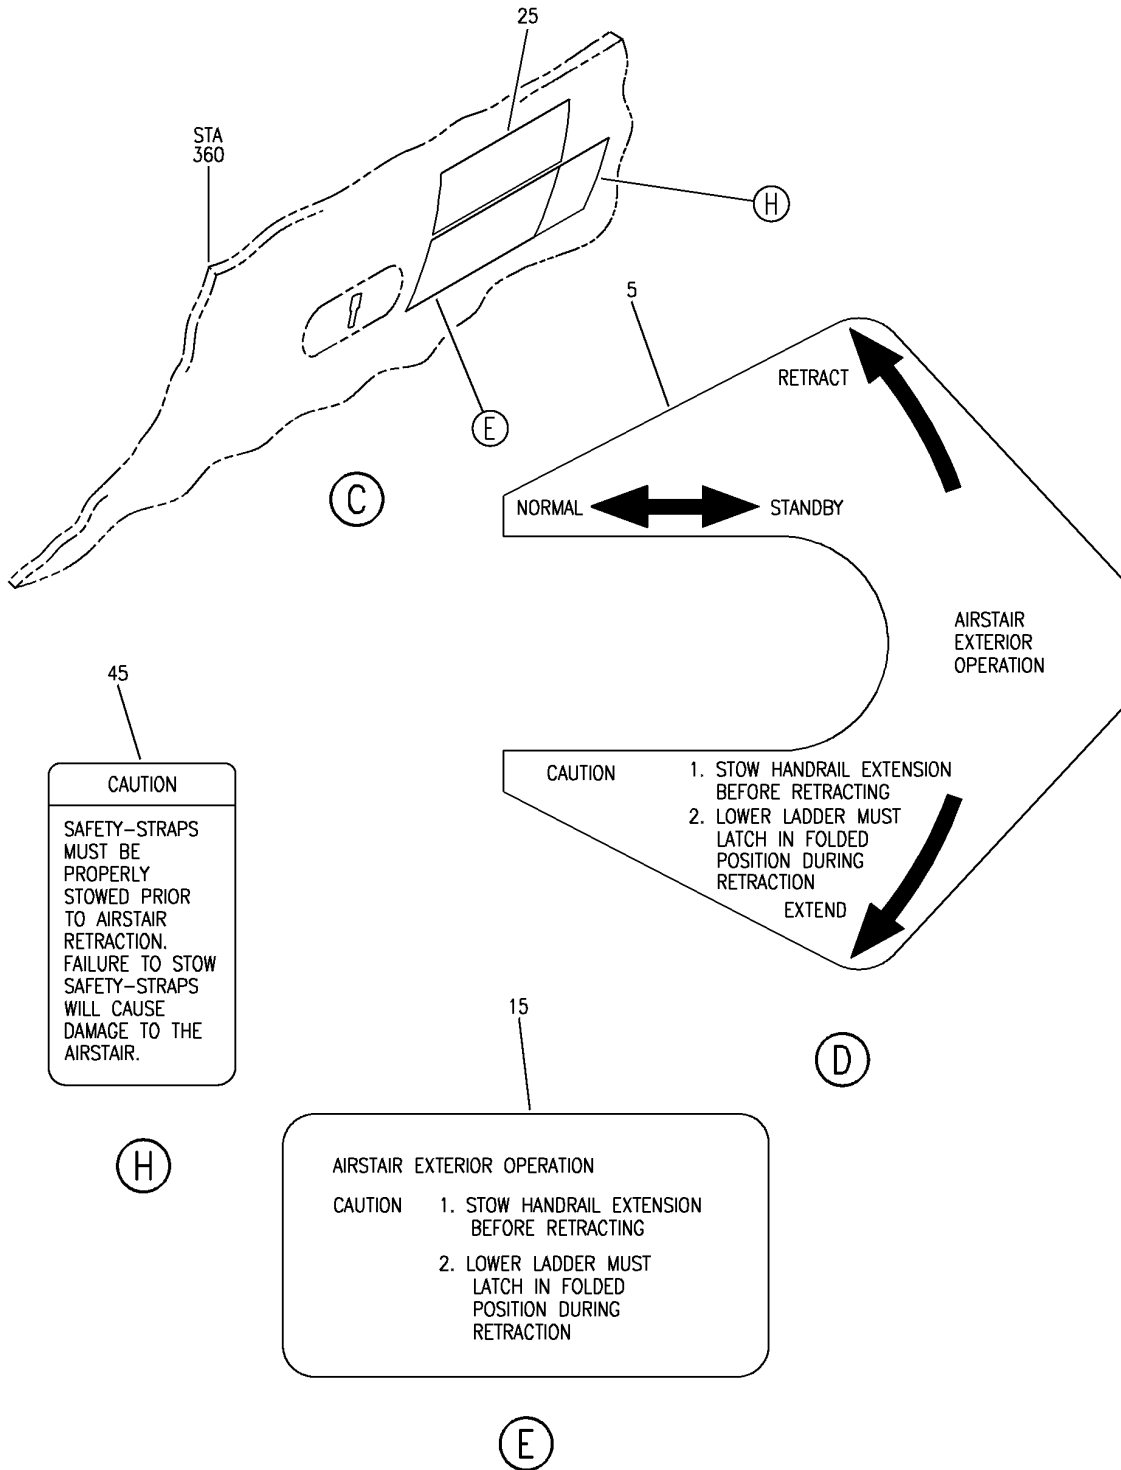 25
STA
360
H
E
C
5
RETRACT
NORMAL
STANDBY
AIRSTAIR
EXTERIOR
OPERATION
CAUTION
1. STOW HANDRAIL EXTENSION
BEFORE RETRACTING
2. LOWER LADDER MUST
LATCH IN FOLDED
POSITION DURING
RETRACTION
EXTEND
D
45
CAUTION
SAFETY-STRAPS
MUST BE
PROPERLY
STOWED PRIOR
TO AIRSTAIR
RETRACTION.
FAILURE TO STOW
SAFETY-STRAPS
WILL CAUSE
DAMAGE TO THE
AIRSTAIR.
H
15
AIRSTAIR EXTERIOR OPERATION
CAUTION 1. STOW HANDRAIL EXTENSION
BEFORE RETRACTING
2. LOWER LADDER MUST
LATCH IN FOLDED
POSITION DURING
RETRACTION
E